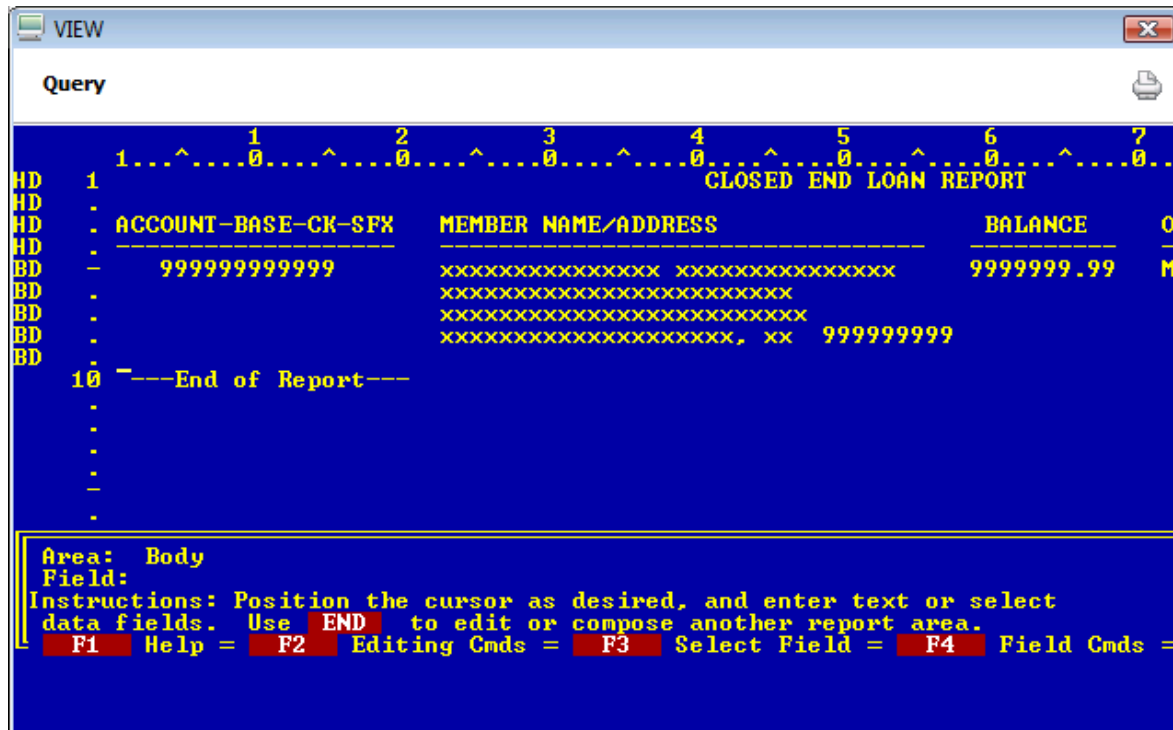 VIEW
Query
1 2 3 4 5 6 7
1...^....0....^....0....^....0....^....0....^....0....^....0....^....0..
HD 1 CLOSED END LOAN REPORT
HD .
HD . ACCOUNT-BASE-CK-SFX MEMBER NAME/ADDRESS BALANCE O
HD . ------------------- --------------------------------- ---------- -
BD - 999999999999 xxxxxxxxxxxxxxx xxxxxxxxxxxxxxx 9999999.99 M
BD . xxxxxxxxxxxxxxxxxxxxxxxx
BD . xxxxxxxxxxxxxxxxxxxxxxxxx
BD . xxxxxxxxxxxxxxxxxxxx, xx 999999999
BD .
10 ---End of Report---
.
.
.
.
-
.
Area: Body
Field:
Instructions: Position the cursor as desired, and enter text or select
data fields. Use END to edit or compose another report area.
F1 Help = F2 Editing Cmds = F3 Select Field = F4 Field Cmds =